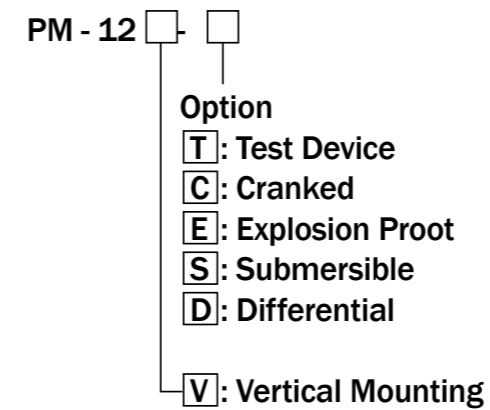 PM - 12 □ - □
Option
T : Test Device
C : Cranked
E : Explosion Proot
S : Submersible
D : Differential
V : Vertical Mounting